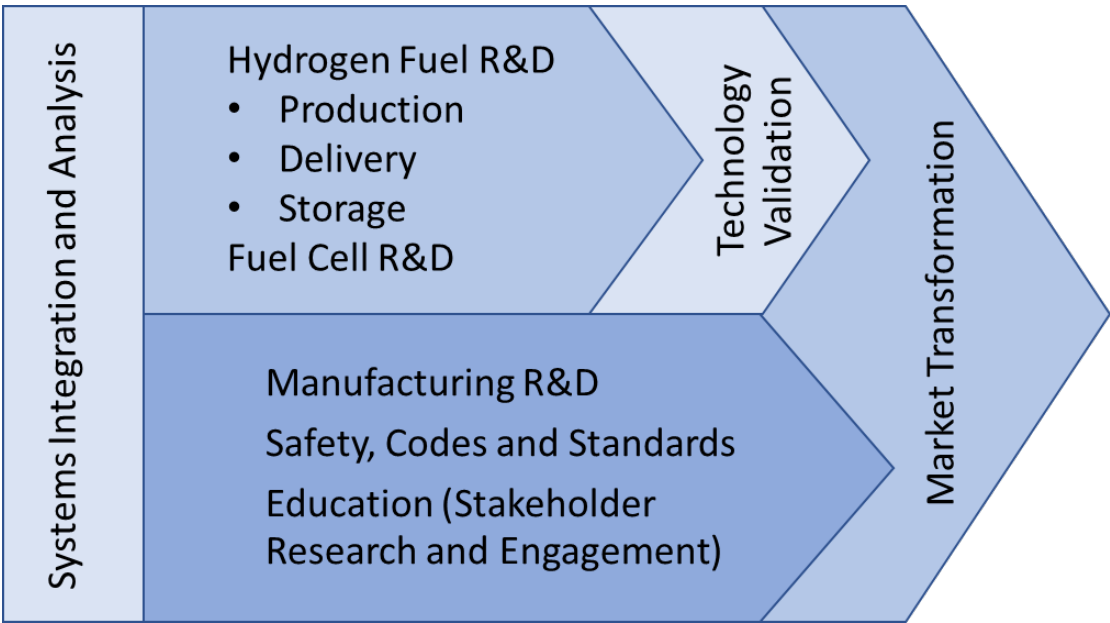 Systems Integration and Analysis
Hydrogen Fuel R&D
• Production
• Delivery
• Storage
Fuel Cell R&D
Technology
Validation
Manufacturing R&D
Safety, Codes and Standards
Education (Stakeholder
Research and Engagement)
Market Transformation